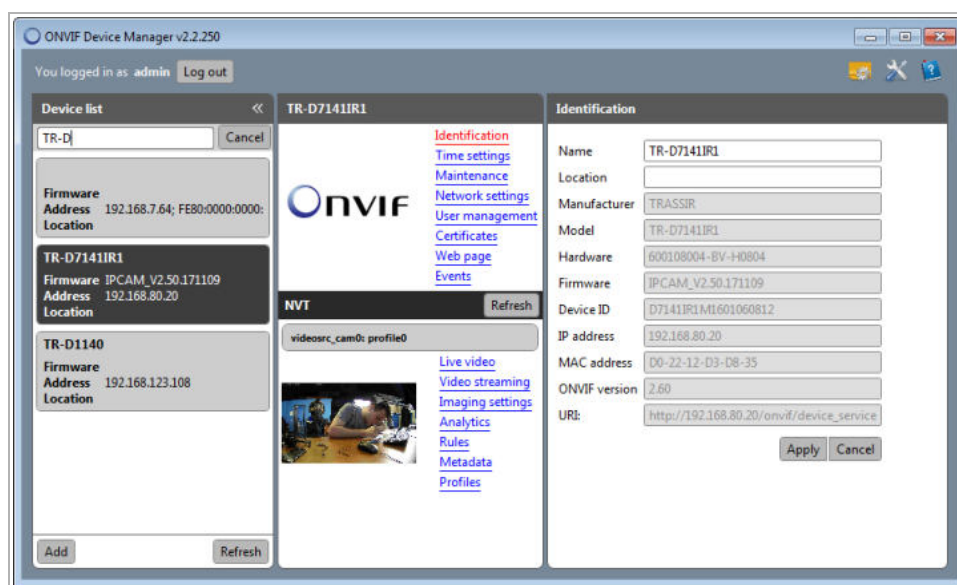 ONVIF Device Manager v2.2.250
You logged in as admin Log out
Device list «
TR-D Cancel
Firmware
Address 192.168.7.64; FE80:0000:0000:
Location
TR-D7141IR1
Firmware IPCAM_V2.50.171109
Address 192.168.80.20
Location
TR-D1140
Firmware
Address 192.168.123.108
Location
Add Refresh
TR-D7141IR1
ONVIF
Identification
Time settings
Maintenance
Network settings
User management
Certificates
Web page
Events
NVT Refresh
videosrc_cam0: profile0
Live video
Video streaming
Imaging settings
Analytics
Rules
Metadata
Profiles
Identification
Name TR-D7141IR1
Location
Manufacturer TRASSIR
Model TR-D7141IR1
Hardware 600108004-BV-H0804
Firmware IPCAM_V2.50.171109
Device ID D7141IR1M1601060812
IP address 192.168.80.20
MAC address D0-22-12-D3-D8-35
ONVIF version 2.60
URI: http://192.168.80.20/onvif/device_service
Apply Cancel